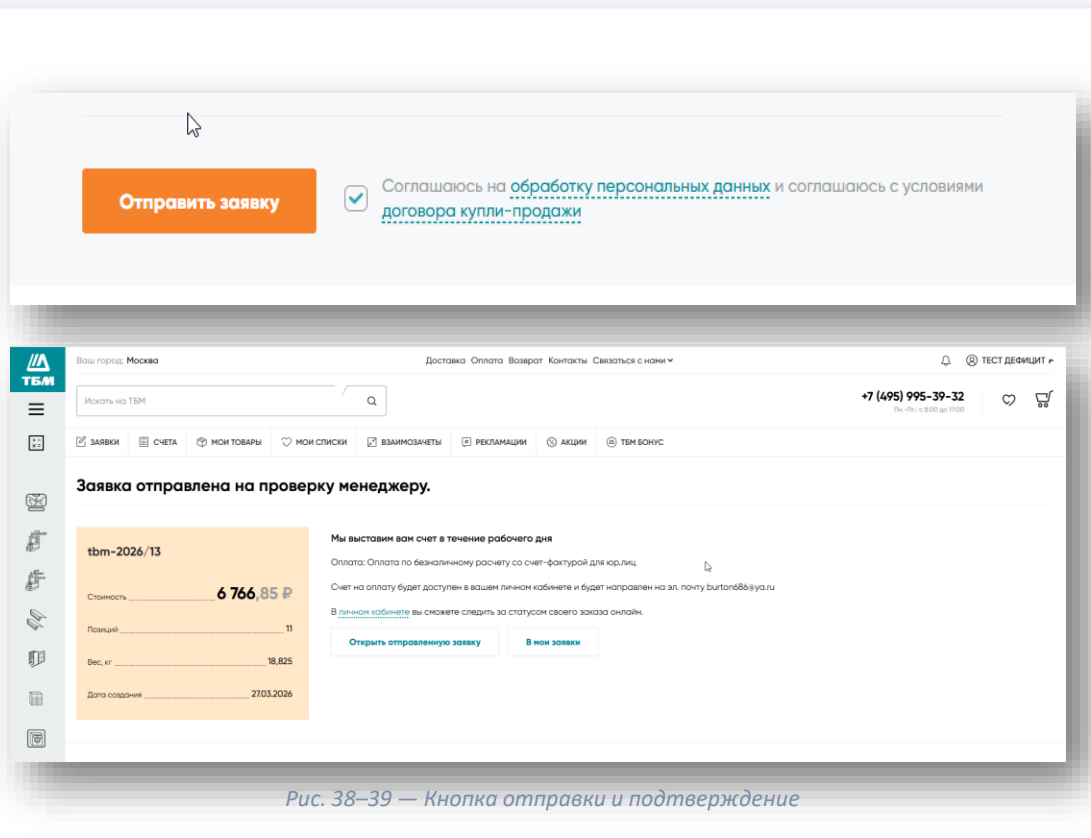 Отправить заявку
Соглашаюсь на обработку персональных данных и соглашаюсь с условиями
договора купли-продажи
ТБМ
Ваш город: Москва
Доставка Оплата Возврат Контакты Связаться с нами
ТЕСТ ДЕФИЦИТ
Искать на ТБМ
+7 (495) 995-39-32
Пн.-Пт.: с 8:00 до 17:00
ЗАЯВКИ СЧЕТА МОИ ТОВАРЫ МОИ СПИСКИ ВЗАИМОЗАЧЕТЫ РЕКЛАМАЦИИ АКЦИИ ТБМ БОНУС
Заявка отправлена на проверку менеджеру.
tbm-2026/13
Стоимость 6 766,85 ₽
Позиций 11
Вес, кг 18,825
Дата создания 27.03.2026
Мы выставим вам счет в течение рабочего дня
Оплата: Оплата по безналичному расчету со счет-фактурой для юр.лиц
Счет на оплату будет доступен в вашем личном кабинете и будет направлен на эл. почту burton686@ya.ru
В личном кабинете вы сможете следить за статусом своего заказа онлайн.
Открыть отправленную заявку
В мои заявки
Рис. 38–39 — Кнопка отправки и подтверждение